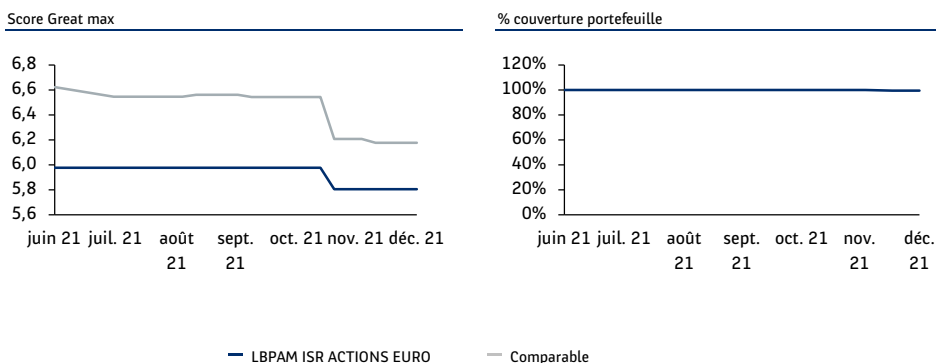 Score Great max
6,8
6,6
6,4
6,2
6,0
5,8
5,6
juin 21 juil. 21 août 21 sept. 21 oct. 21 nov. 21 déc. 21
% couverture portefeuille
120%
100%
80%
60%
40%
20%
0%
juin 21 juil. 21 août 21 sept. 21 oct. 21 nov. 21 déc. 21
LBPAM ISR ACTIONS EURO
Comparable